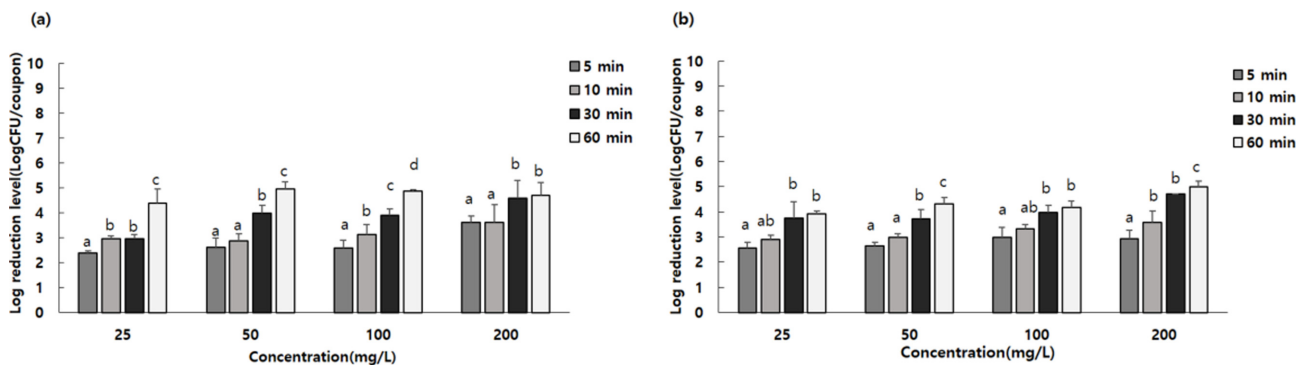 (a)
Log reduction level(LogCFU/coupon)
10
9
8
7
6
5
4
3
2
1
0
5 min
10 min
30 min
60 min
a
b
b
c
a
a
b
c
a
b
c
d
a
a
b
b
25
50
100
200
Concentration(mg/L)
(b)
Log reduction level(LogCFU/coupon)
10
9
8
7
6
5
4
3
2
1
0
5 min
10 min
30 min
60 min
a
ab
b
b
a
a
b
c
a
ab
b
b
a
b
b
c
25
50
100
200
Concentration(mg/L)